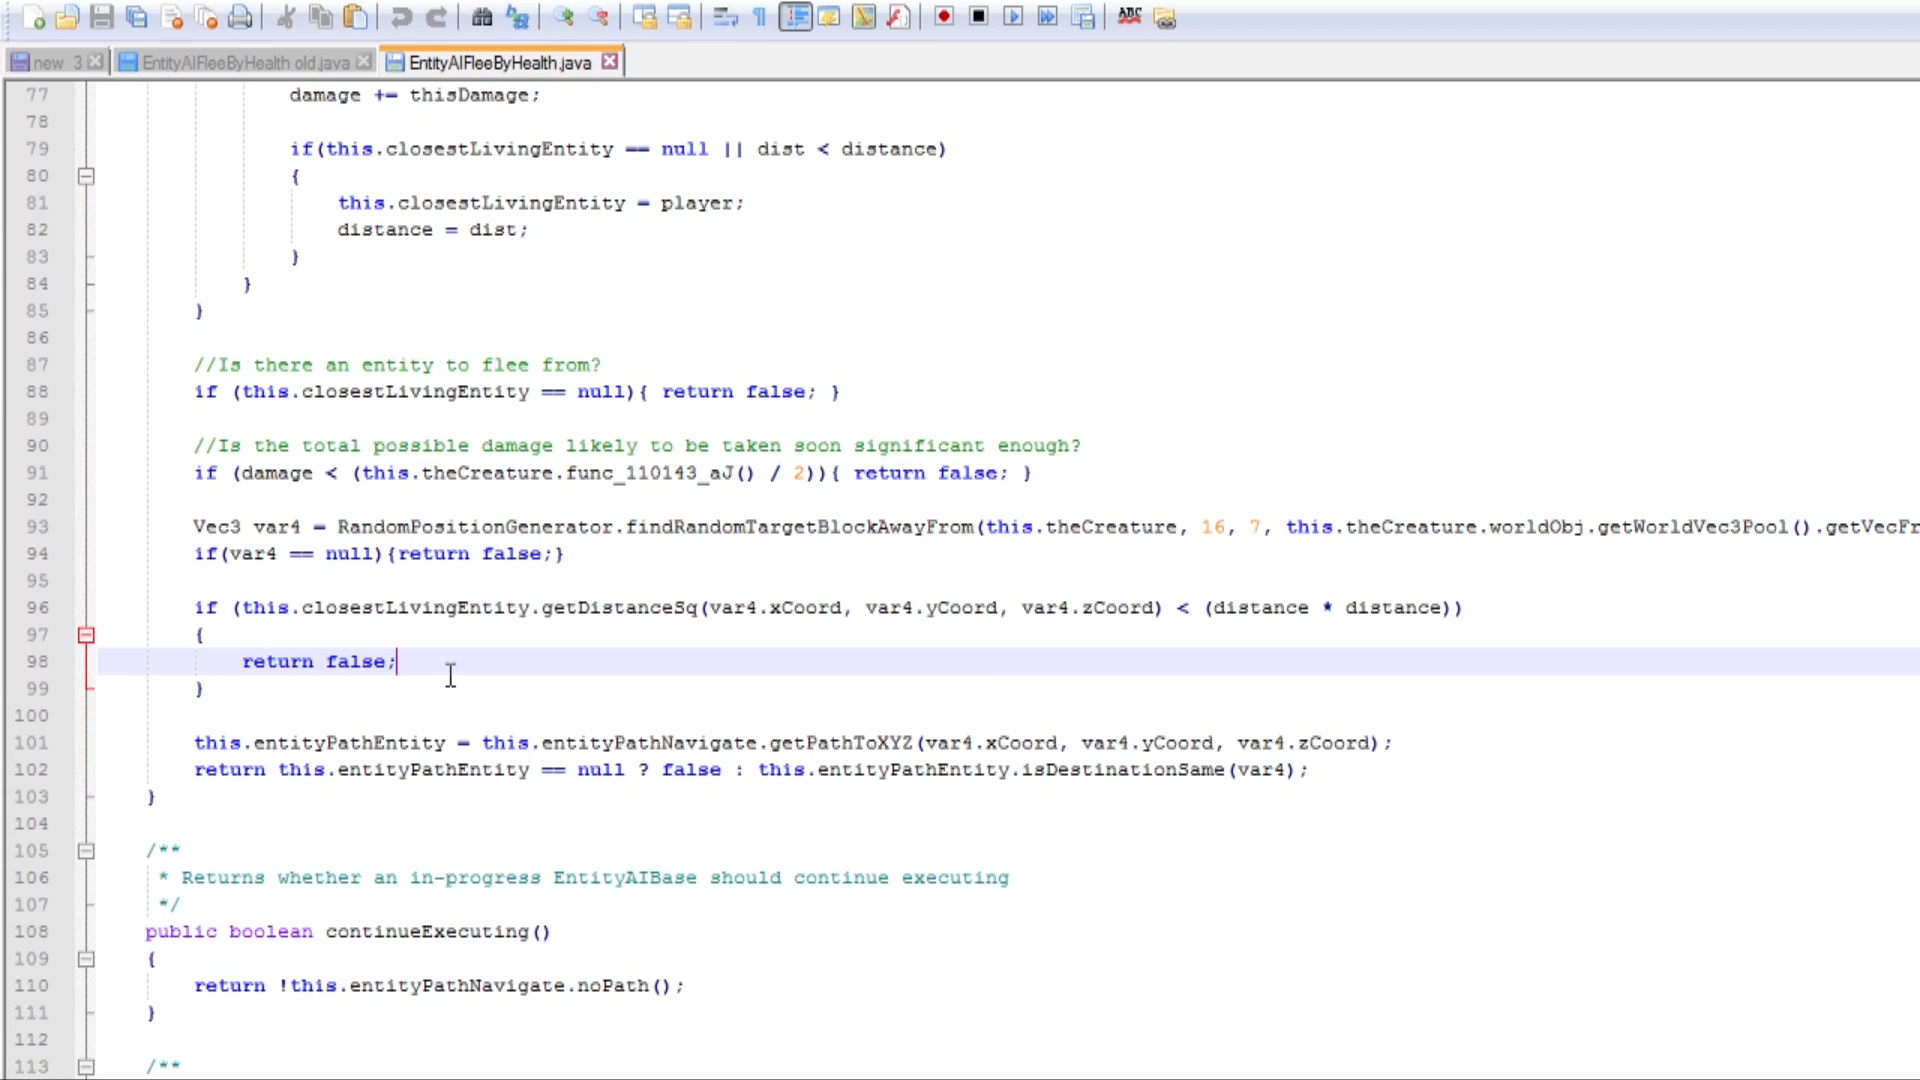 ABC
new 3 EntityAIFleeByHealth old.java EntityAIFleeByHealth.java
77 damage += thisDamage;
78
79 if(this.closestLivingEntity == null || dist < distance)
80 {
81 this.closestLivingEntity = player;
82 distance = dist;
83 }
84 }
85 }
86
87 //Is there an entity to flee from?
88 if (this.closestLivingEntity == null){ return false; }
89
90 //Is the total possible damage likely to be taken soon significant enough?
91 if (damage < (this.theCreature.func_110143_aJ() / 2)){ return false; }
92
93 Vec3 var4 = RandomPositionGenerator.findRandomTargetBlockAwayFrom(this.theCreature, 16, 7, this.theCreature.worldObj.getWorldVec3Pool().getVecFr
94 if(var4 == null){return false;}
95
96 if (this.closestLivingEntity.getDistanceSq(var4.xCoord, var4.yCoord, var4.zCoord) < (distance * distance))
97 {
98 return false;
99 }
100
101 this.entityPathEntity = this.entityPathNavigate.getPathToXYZ(var4.xCoord, var4.yCoord, var4.zCoord);
102 return this.entityPathEntity == null ? false : this.entityPathEntity.isDestinationSame(var4);
103 }
104
105 /**
106 * Returns whether an in-progress EntityAIBase should continue executing
107 */
108 public boolean continueExecuting()
109 {
110 return !this.entityPathNavigate.noPath();
111 }
112
113 /**